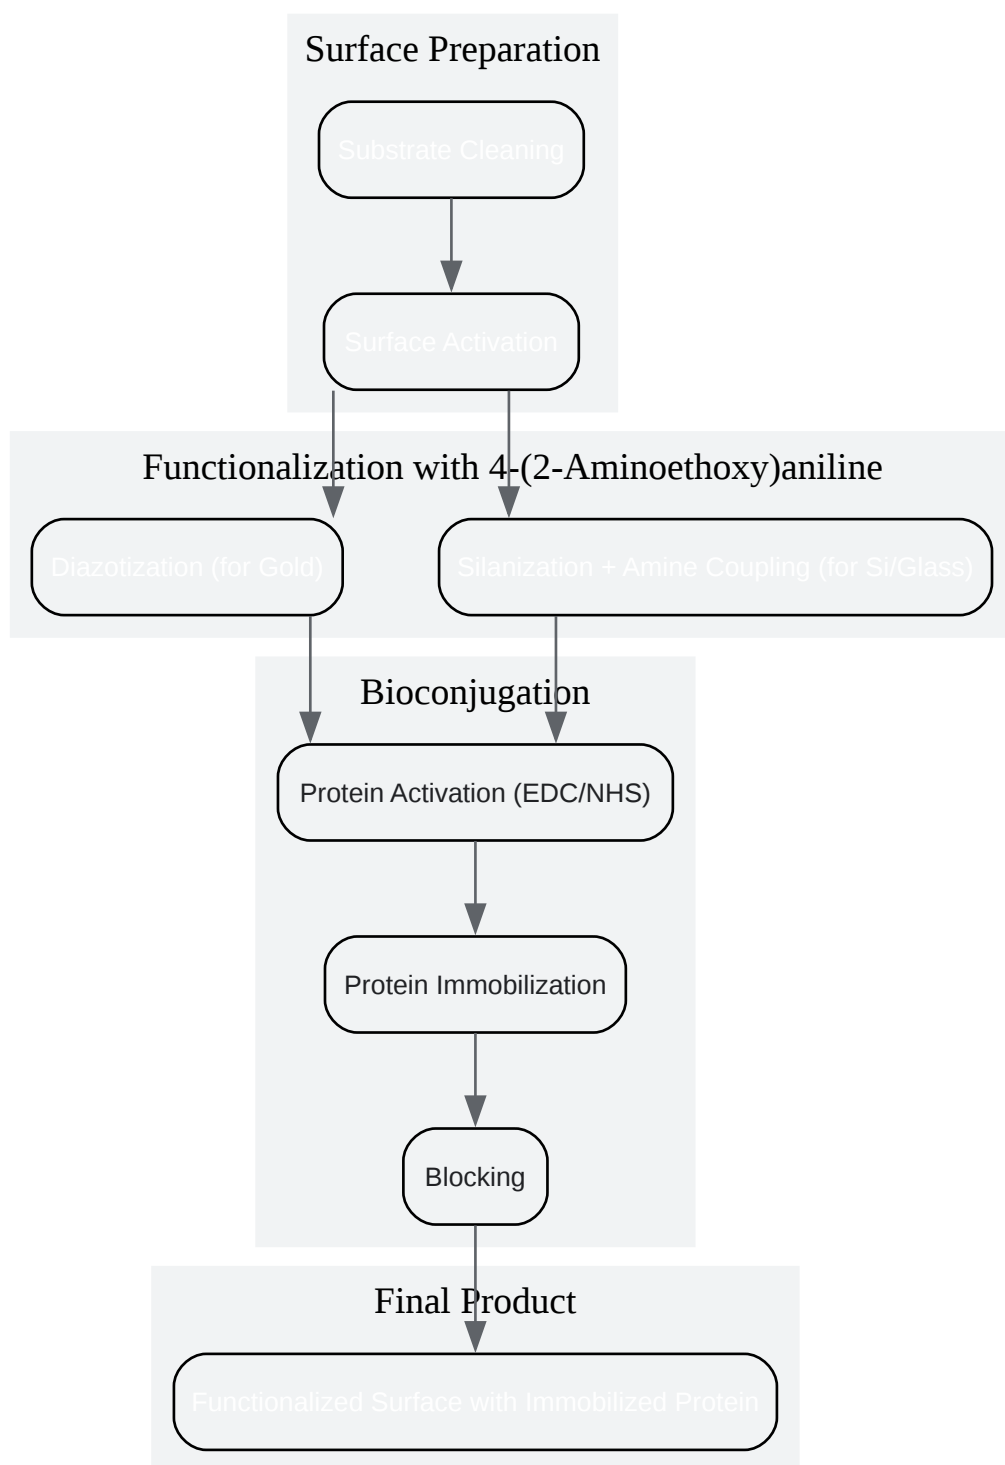 Surface Preparation
Substrate Cleaning
Surface Activation
Functionalization with 4-(2-Aminoethoxy)aniline
Diazotization (for Gold)
Silanization + Amine Coupling (for Si/Glass)
Bioconjugation
Protein Activation (EDC/NHS)
Protein Immobilization
Blocking
Final Product
Functionalized Surface with Immobilized Protein